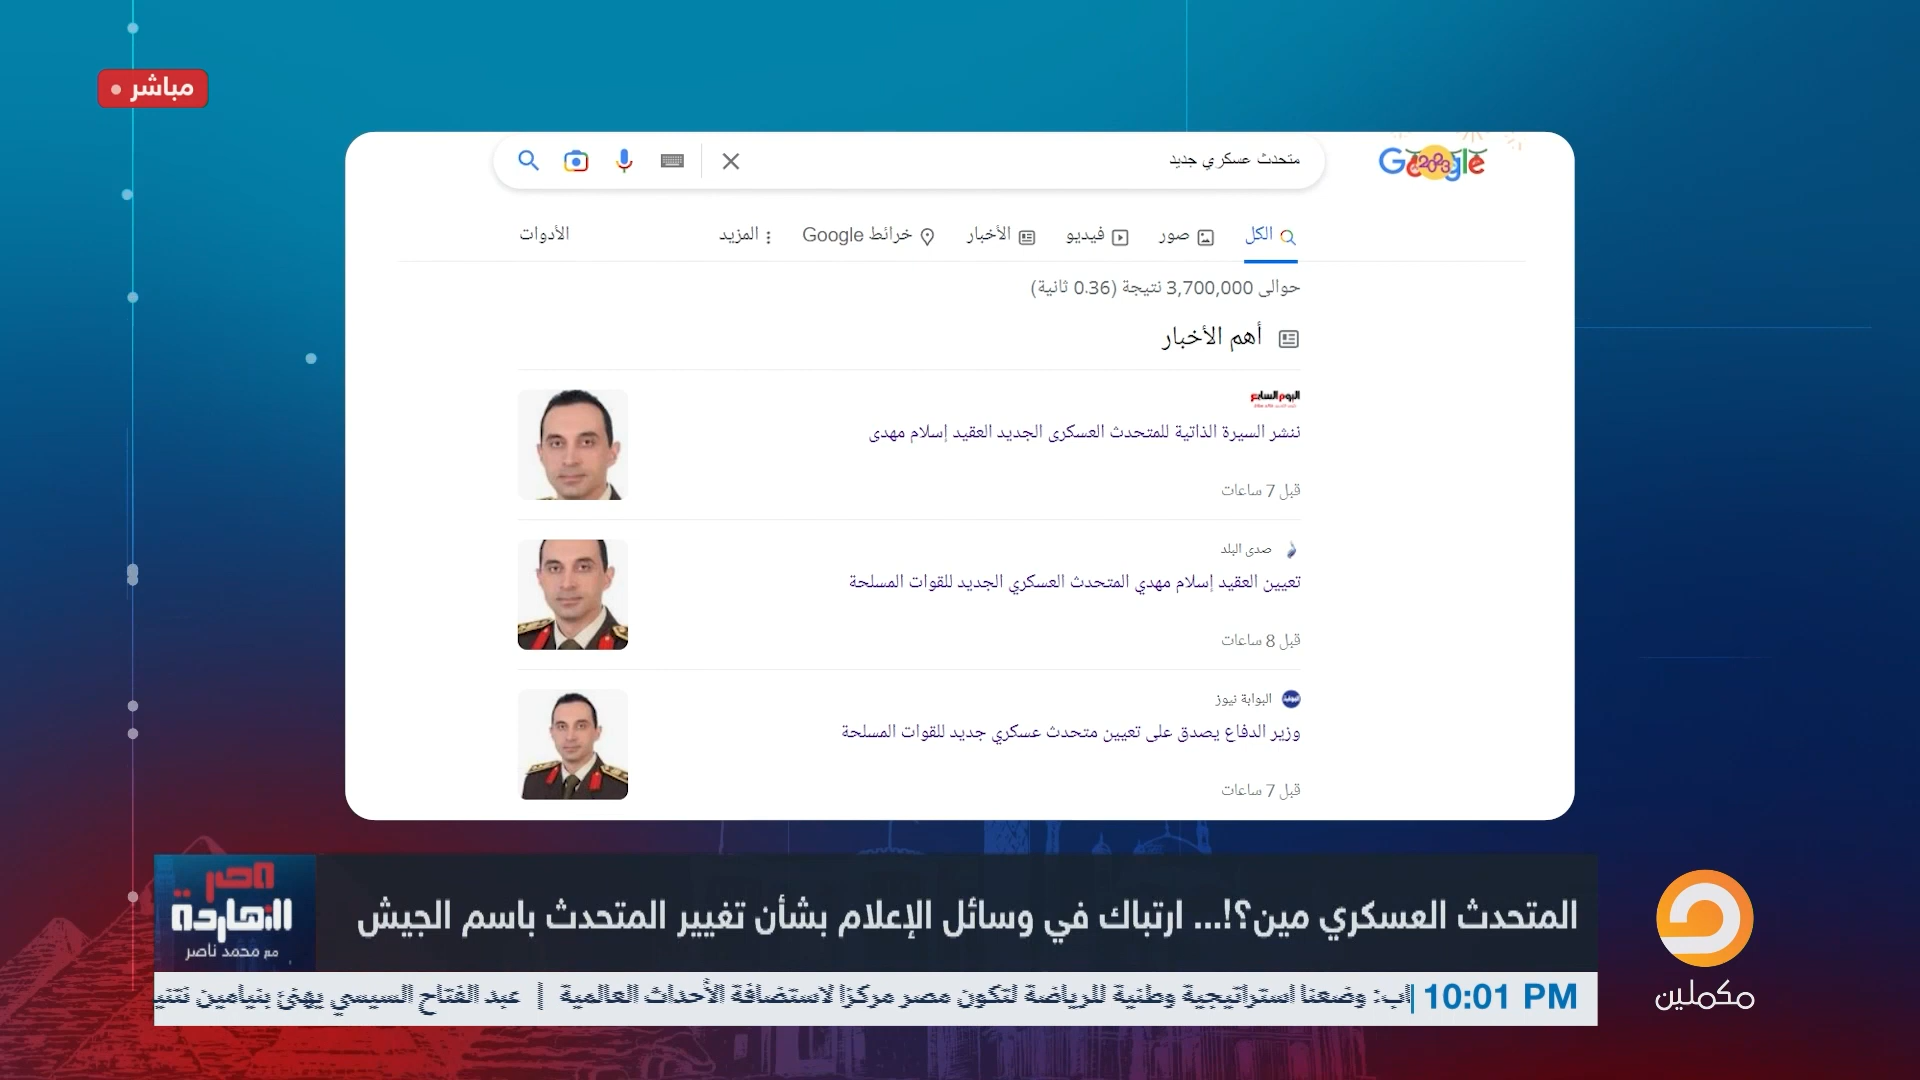 مباشر
متحدث عسكري جديد
Google
2023
الكل
صور
فيديو
الأخبار
خرائط Google
المزيد
الأدوات
حوالى 3,700,000 نتيجة (0.36 ثانية)
أهم الأخبار
اليوم السابع
ننشر السيرة الذاتية للمتحدث العسكرى الجديد العقيد إسلام مهدى
قبل 7 ساعات
صدى البلد
تعيين العقيد إسلام مهدي المتحدث العسكري الجديد للقوات المسلحة
قبل 8 ساعات
البوابة نيوز
وزير الدفاع يصدق على تعيين متحدث عسكري جديد للقوات المسلحة
قبل 7 ساعات
مصر
النهاردة
مع محمد ناصر
المتحدث العسكري مين؟!... ارتباك في وسائل الإعلام بشأن تغيير المتحدث باسم الجيش
10:01 PM
اب: وضعنا استراتيجية وطنية للرياضة لتكون مصر مركزا لاستضافة الأحداث العالمية | عبد الفتاح السيسي يهنئ بنيامين نتني
مكملين